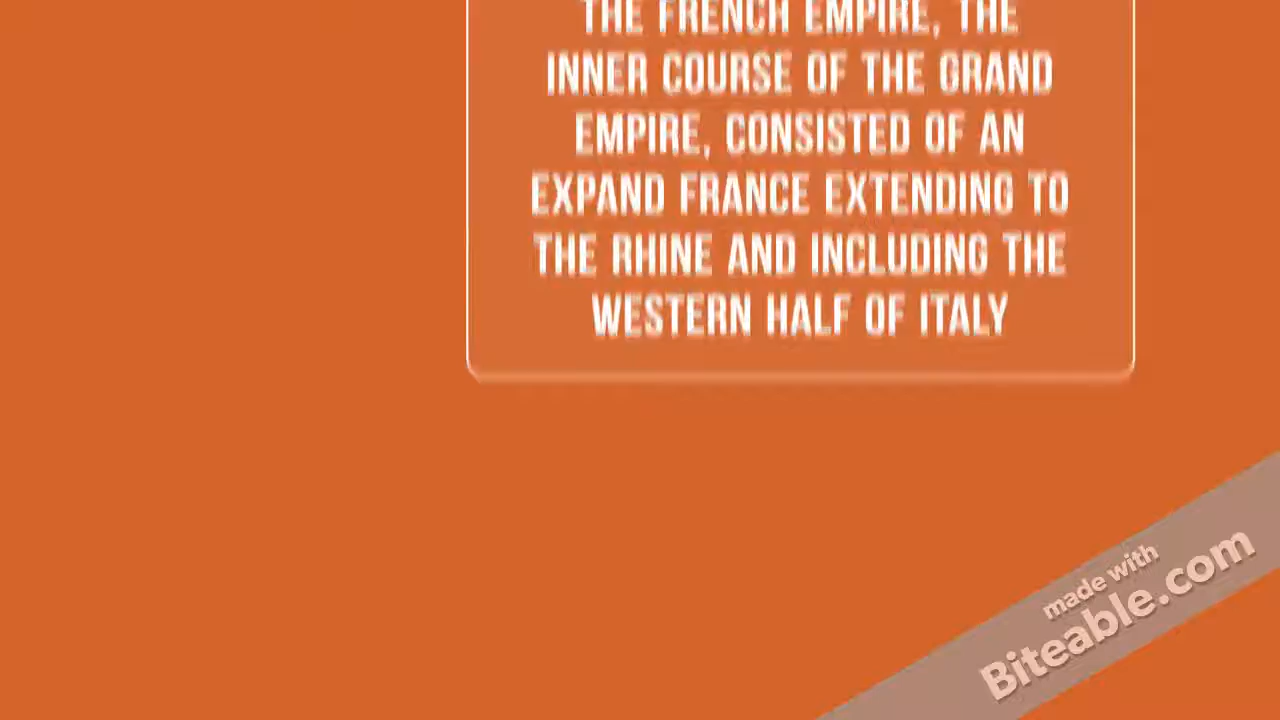 THE FRENCH EMPIRE, THE
INNER COURSE OF THE GRAND
EMPIRE, CONSISTED OF AN
EXPAND FRANCE EXTENDING TO
THE RHINE AND INCLUDING THE
WESTERN HALF OF ITALY
made with
Biteable.com